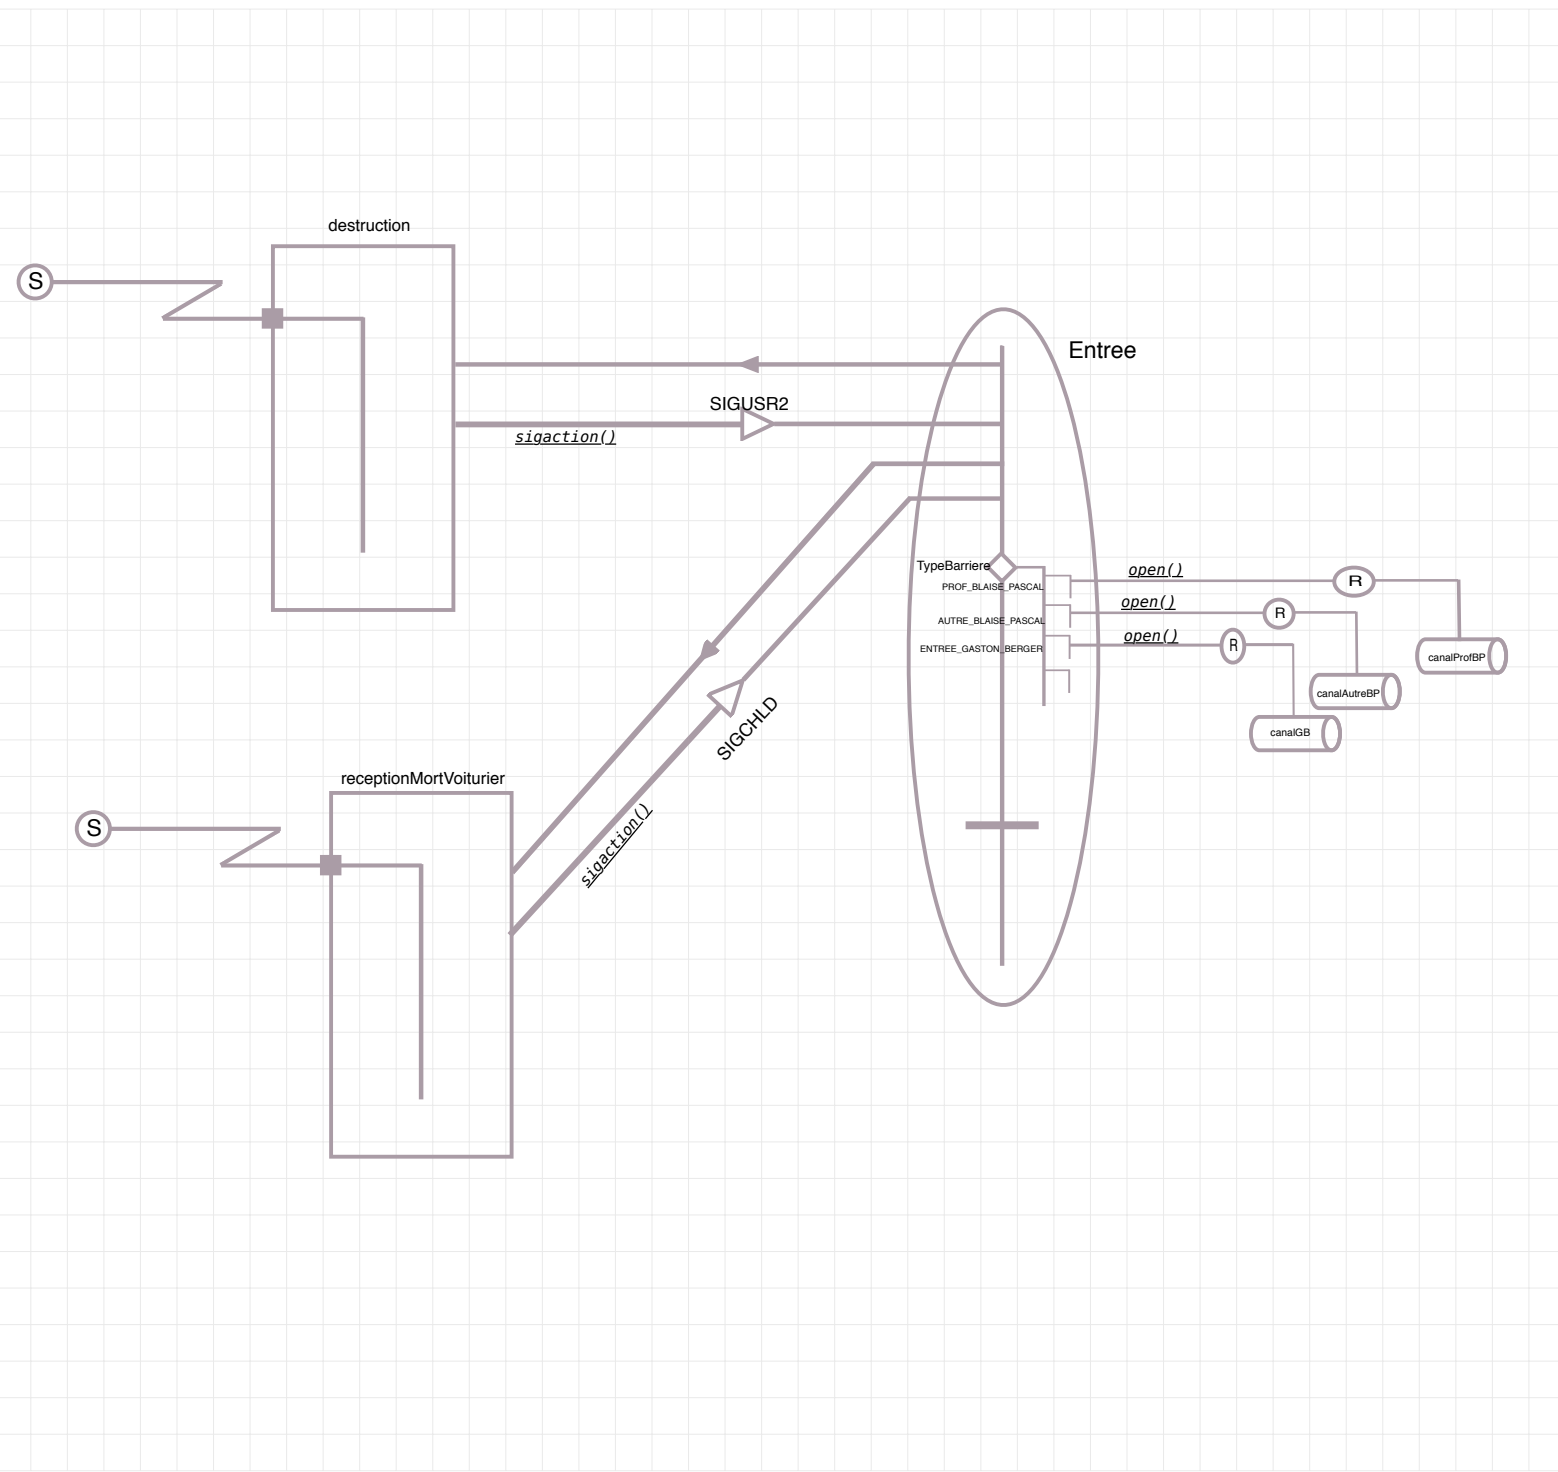 destruction
S
Entree
SIGUSR2
sigaction()
TypeBarriere
open()
R
PROF_BLAISE_PASCAL
open()
R
AUTRE_BLAISE_PASCAL
open()
R
ENTREE_GASTON_BERGER
canalProfBP
canalAutreBP
canalGB
SIGCHLD
receptionMortVoiturier
S
sigaction()